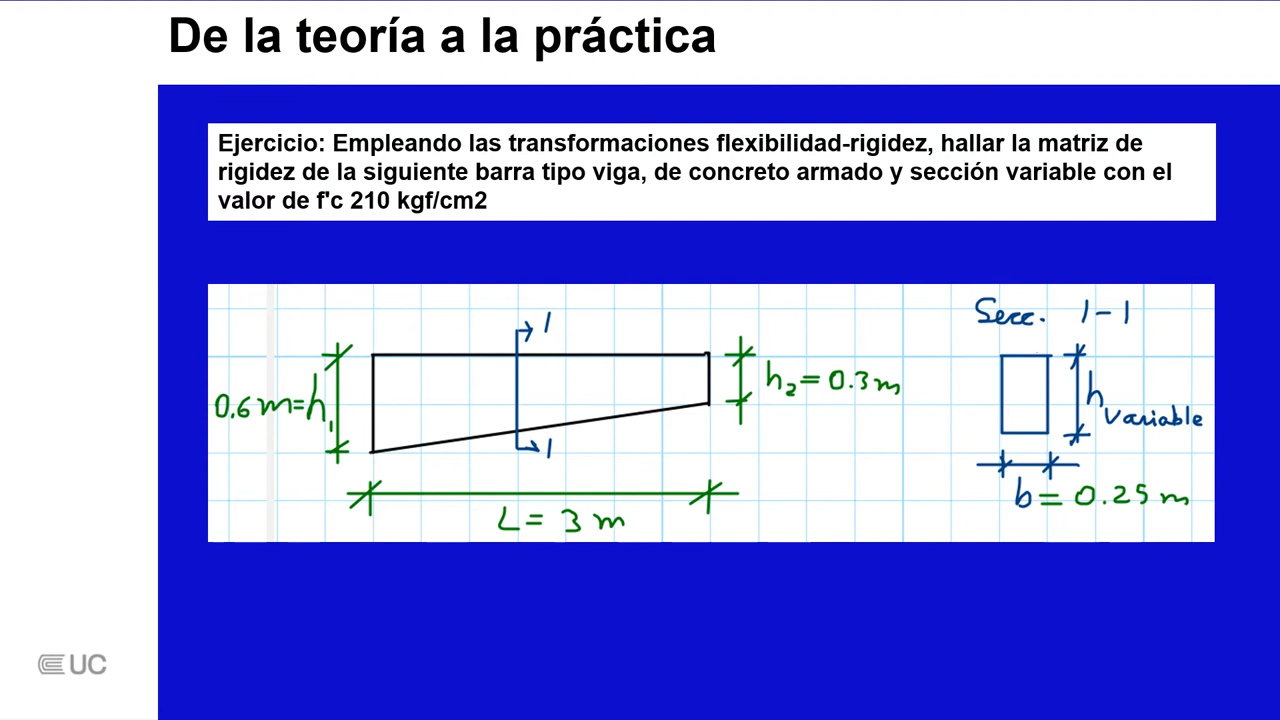 De la teoría a la práctica
Ejercicio: Empleando las transformaciones flexibilidad-rigidez, hallar la matriz de
rigidez de la siguiente barra tipo viga, de concreto armado y sección variable con el
valor de f'c 210 kgf/cm2
Secc. 1-1
1
0.6 m=h1
h2=0.3 m
h variable
1
b = 0.25 m
L = 3 m
UC